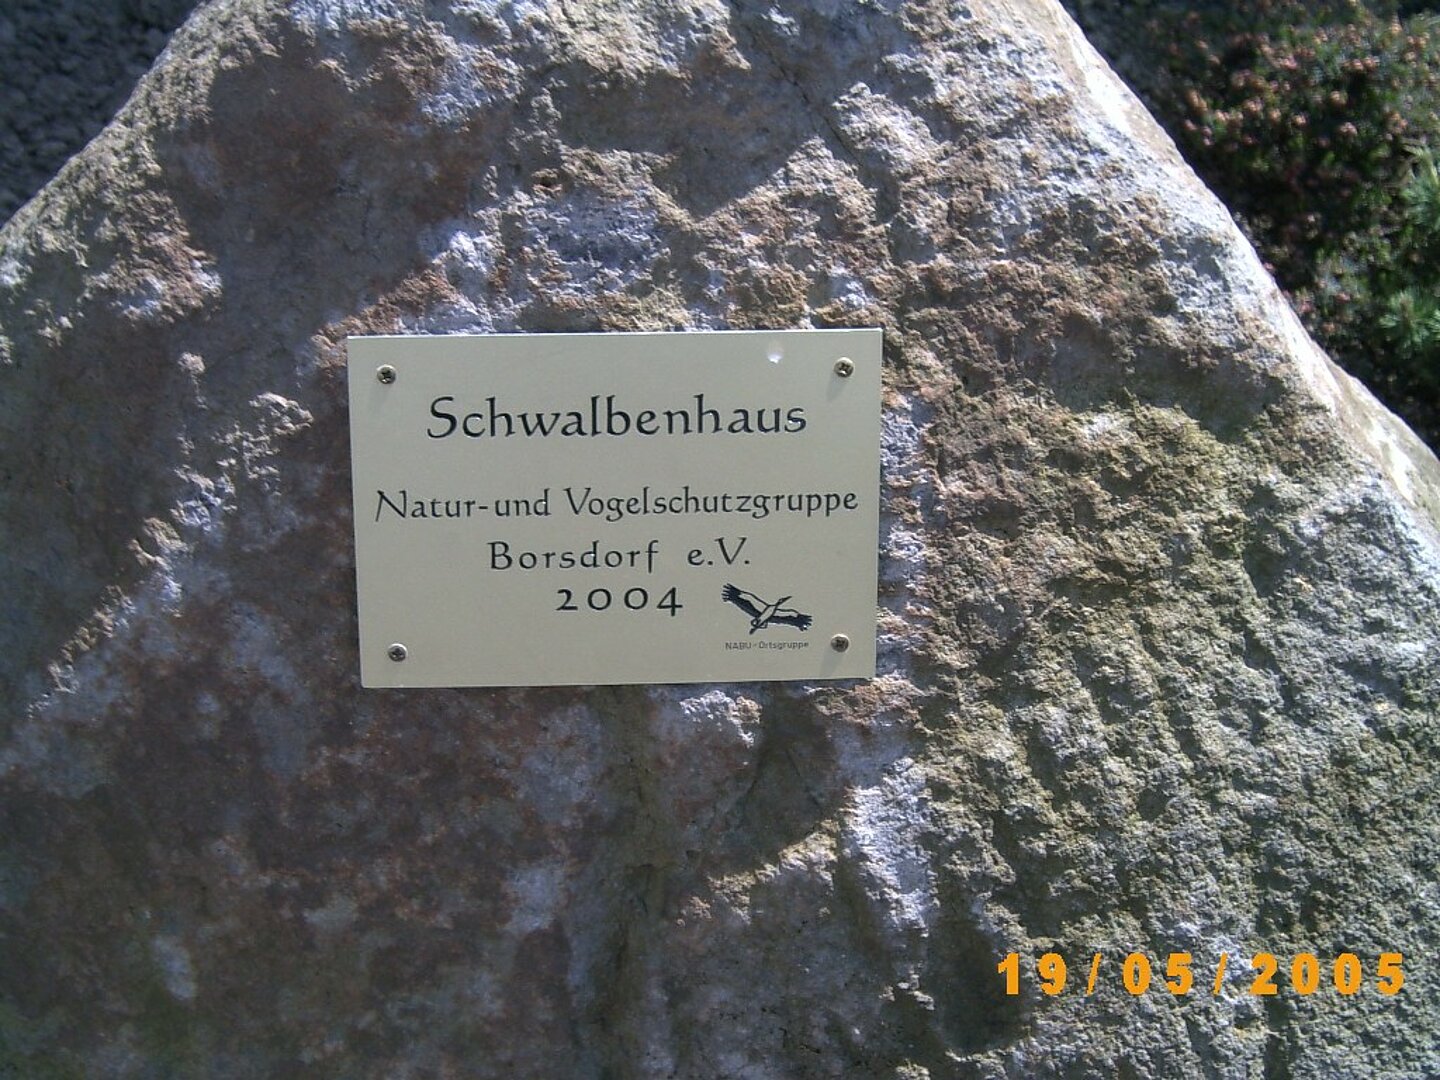 Schwalbenhaus
Natur-und Vogelschutzgruppe
Borsdorf e.V.
2004
NABU-Ortsgruppe
19/05/2005